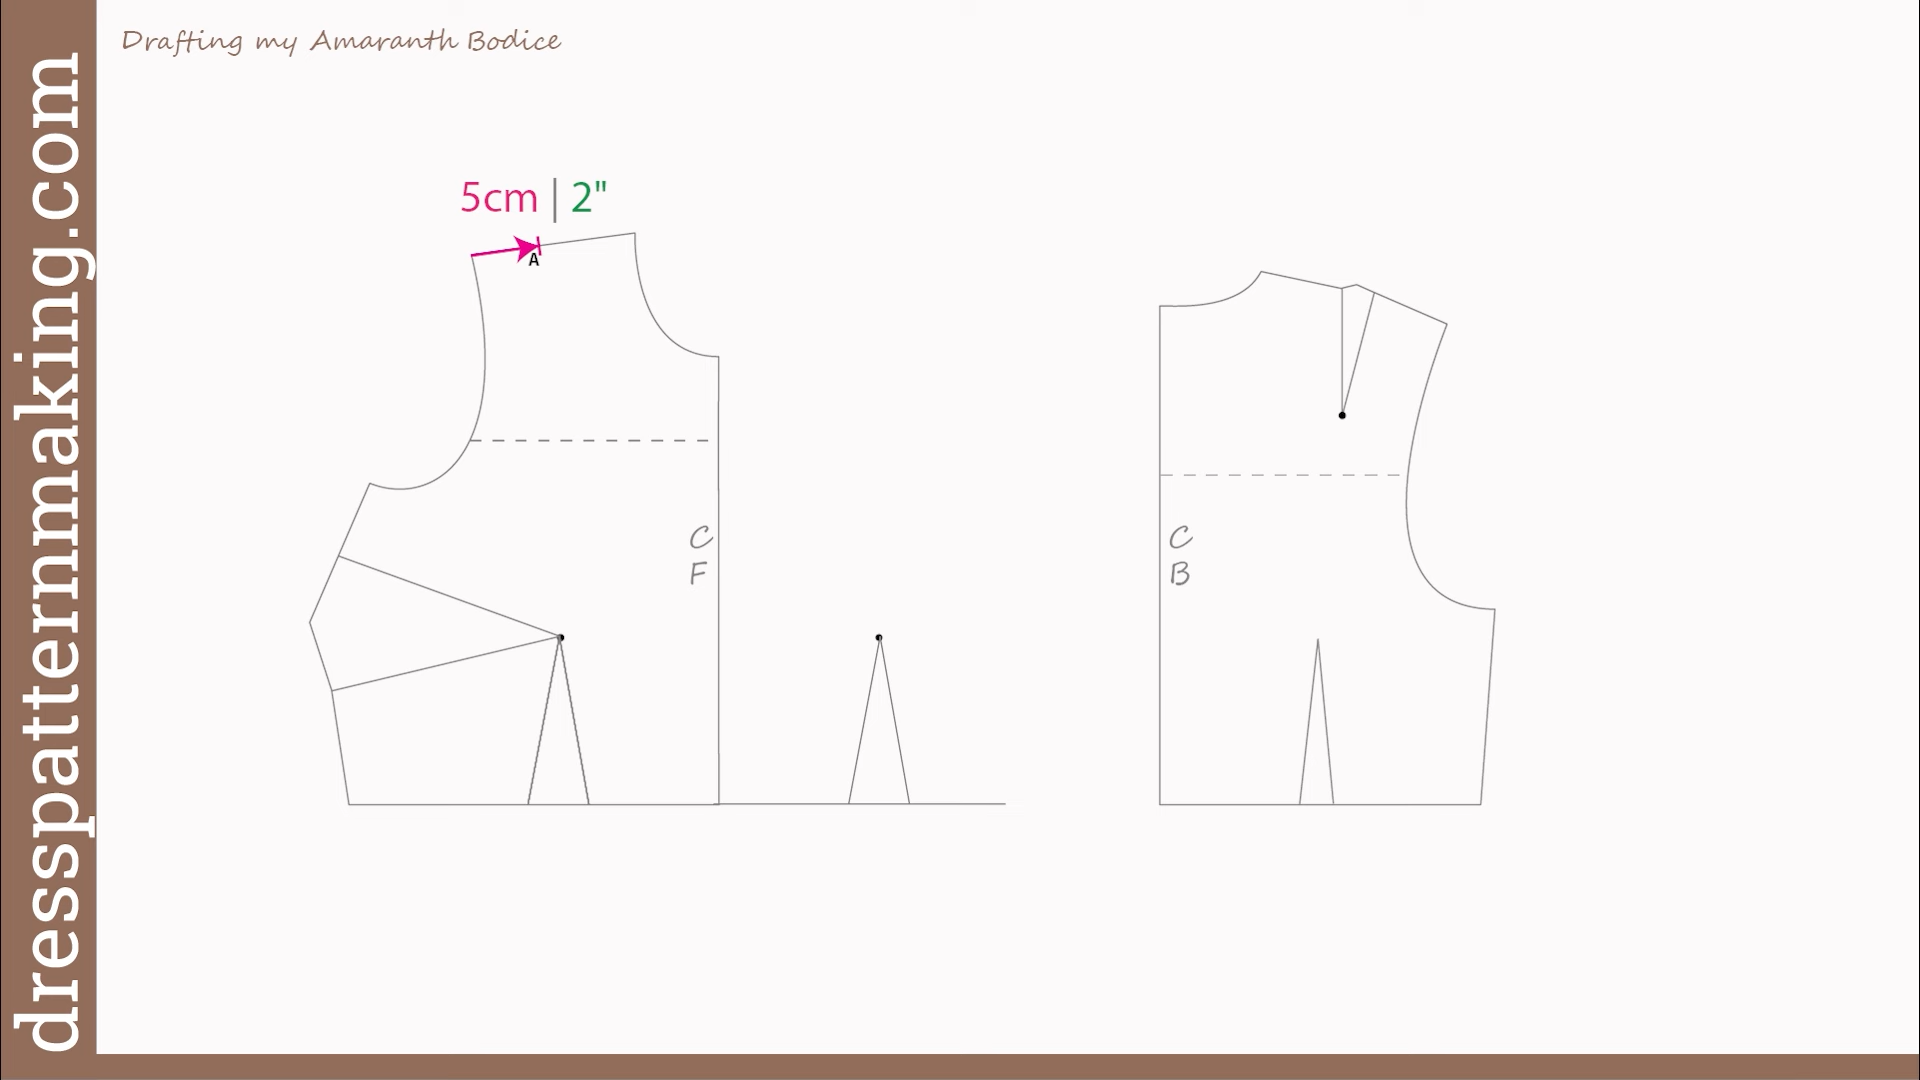 Drafting my Amaranth Bodice
dresspatternmaking.com
5cm | 2"
A
C
F
C
B